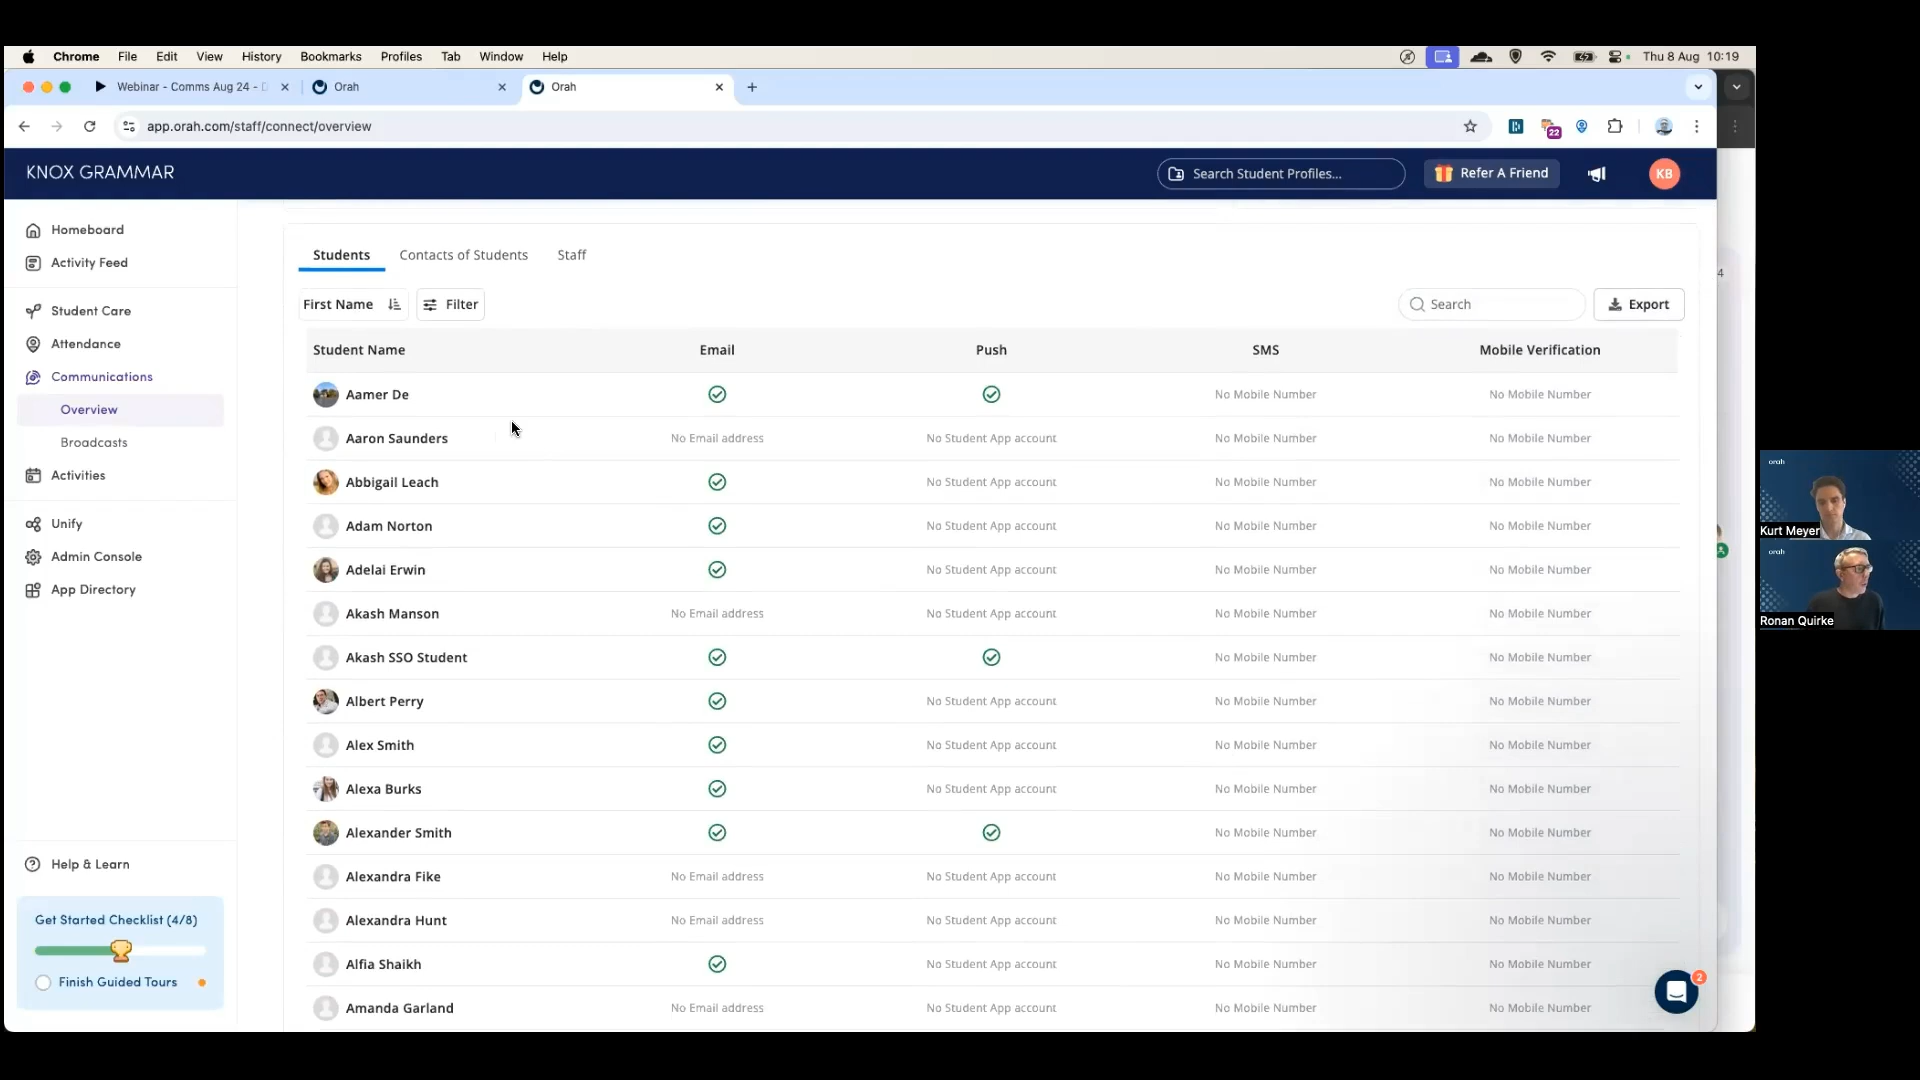 Chrome File Edit View History Bookmarks Profiles Tab Window Help Thu 8 Aug 10:19
Webinar - Comms Aug 24 - Orah Orah
app.orah.com/staff/connect/overview 22
KNOX GRAMMAR Search Student Profiles... Refer A Friend KB
Homeboard
Activity Feed
Student Care
Attendance
Communications
Overview
Broadcasts
Activities
Unify
Admin Console
App Directory
Help & Learn
Get Started Checklist (4/8)
Finish Guided Tours
Students Contacts of Students Staff
First Name Filter Search Export
Student Name Email Push SMS Mobile Verification
Aamer De No Mobile Number No Mobile Number
Aaron Saunders No Email address No Student App account No Mobile Number No Mobile Number
Abbigail Leach No Student App account No Mobile Number No Mobile Number
Adam Norton No Student App account No Mobile Number No Mobile Number
Adelai Erwin No Student App account No Mobile Number No Mobile Number
Akash Manson No Email address No Student App account No Mobile Number No Mobile Number
Akash SSO Student No Mobile Number No Mobile Number
Albert Perry No Student App account No Mobile Number No Mobile Number
Alex Smith No Student App account No Mobile Number No Mobile Number
Alexa Burks No Student App account No Mobile Number No Mobile Number
Alexander Smith No Mobile Number No Mobile Number
Alexandra Fike No Email address No Student App account No Mobile Number No Mobile Number
Alexandra Hunt No Email address No Student App account No Mobile Number No Mobile Number
Alfia Shaikh No Student App account No Mobile Number No Mobile Number
Amanda Garland No Email address No Student App account No Mobile Number No Mobile Number
2
4
orah
Kurt Meyer
orah
Ronan Quirke